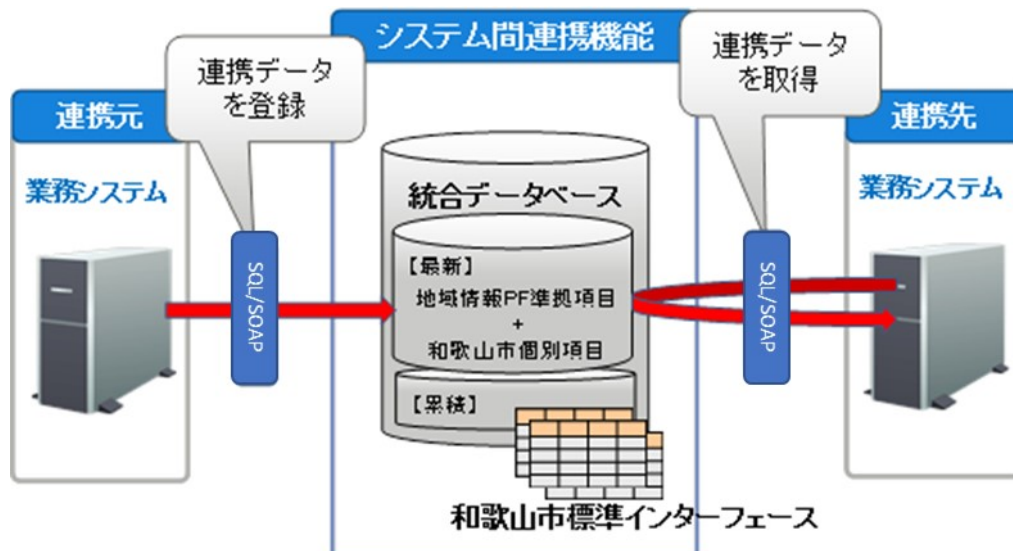 システム間連携機能
連携データ
を登録
連携データ
を取得
連携元
連携先
業務システム
業務システム
統合データベース
【最新】
地域情報PF準拠項目
+
和歌山市個別項目
【累積】
SQL/SOAP
SQL/SOAP
和歌山市標準インターフェース